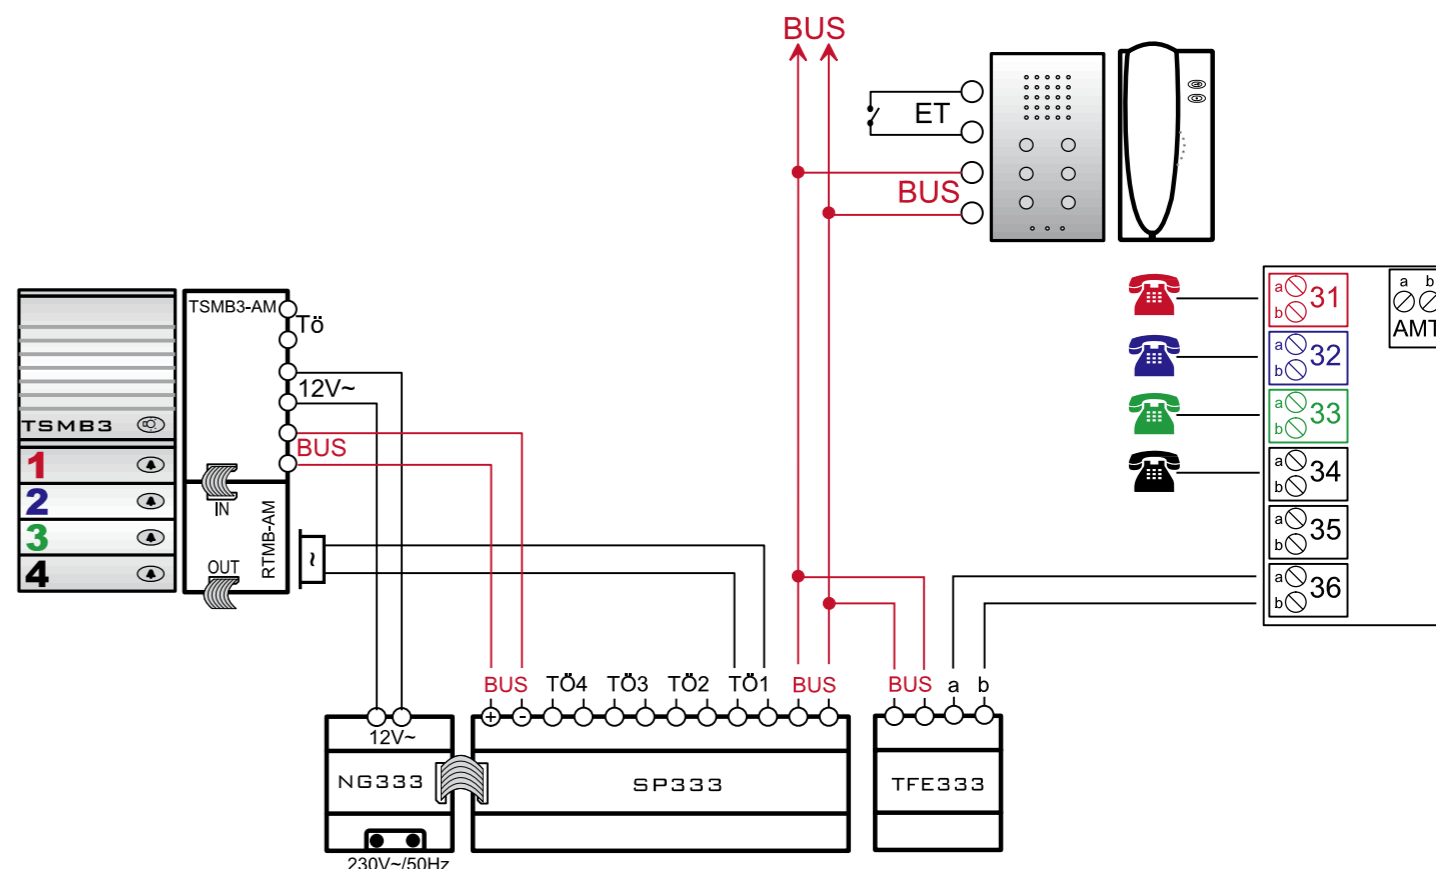 BUS
ET
BUS
TSMB3-AM
Tö
12V~
BUS
TSMB3
1
2
3
4
IN
OUT
RTMB-AM
~
a 31
b
a 32
b
a 33
b
a 34
b
a 35
b
a 36
b
a b
AMT
BUS TÖ4 TÖ3 TÖ2 TÖ1 BUS
BUS a b
+ -
12V~
NG333
SP333
TFE333
230V~/50Hz